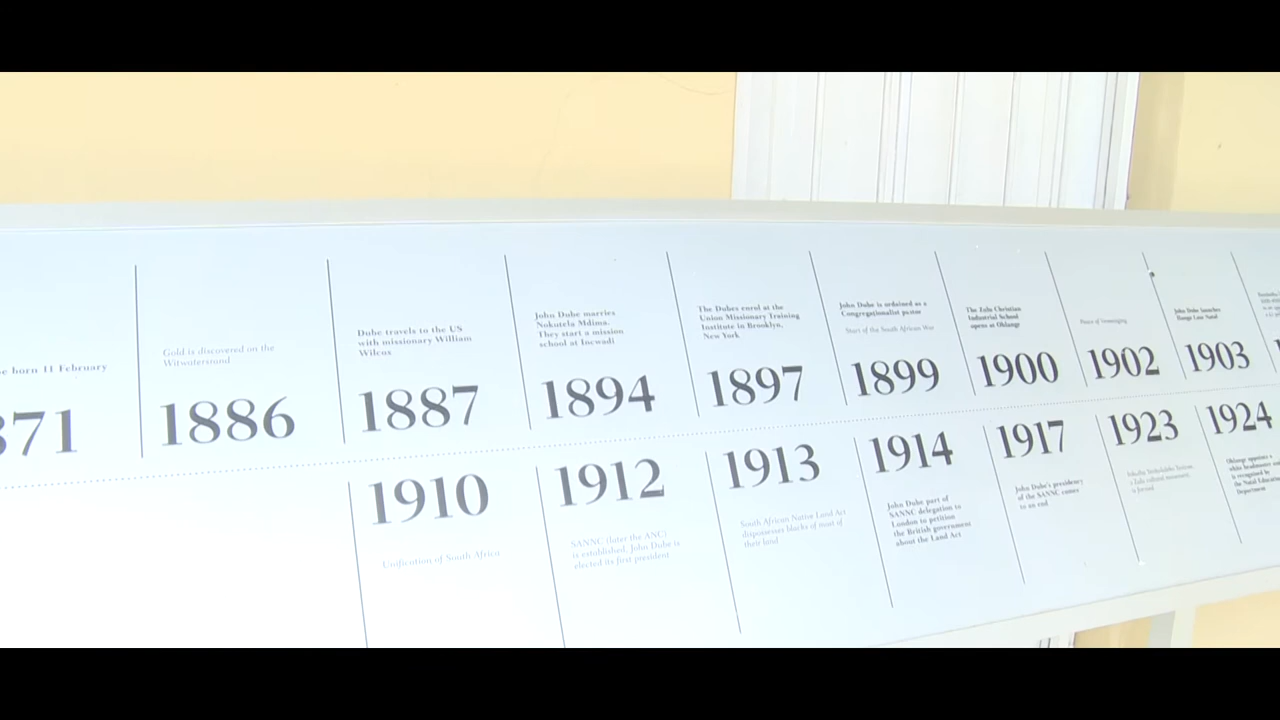 e born 11 February
871
Gold is discovered on the
Witwatersrand
1886
Dube travels to the US
with missionary William
Wilcox
1887
John Dube marries
Nokutela Mdima.
They start a mission
school at Incwadi
1894
The Dubes enrol at the
Union Missionary Training
Institute in Brooklyn,
New York
1897
John Dube is ordained as a
Congregationalist pastor
Start of the South African War
1899
The Zulu Christian
Industrial School
opens at Ohlange
1900
Peace of Vereeniging
1902
John Dube launches
Ilanga Lase Natal
1903
1910
Unification of South Africa
1912
SANNC (later the ANC)
is established, John Dube is
elected its first president
1913
South African Native Land Act
dispossesses blacks of most of
their land
1914
John Dube part of
SANNC delegation to
London to petition
the British government
about the Land Act
1917
John Dube's presidency
of the SANNC comes
to an end
1923
a Zulu cultural movement,
is formed
1924
Ohlange appoints a
white headmaster and
is recognised by
the Natal Education
Department